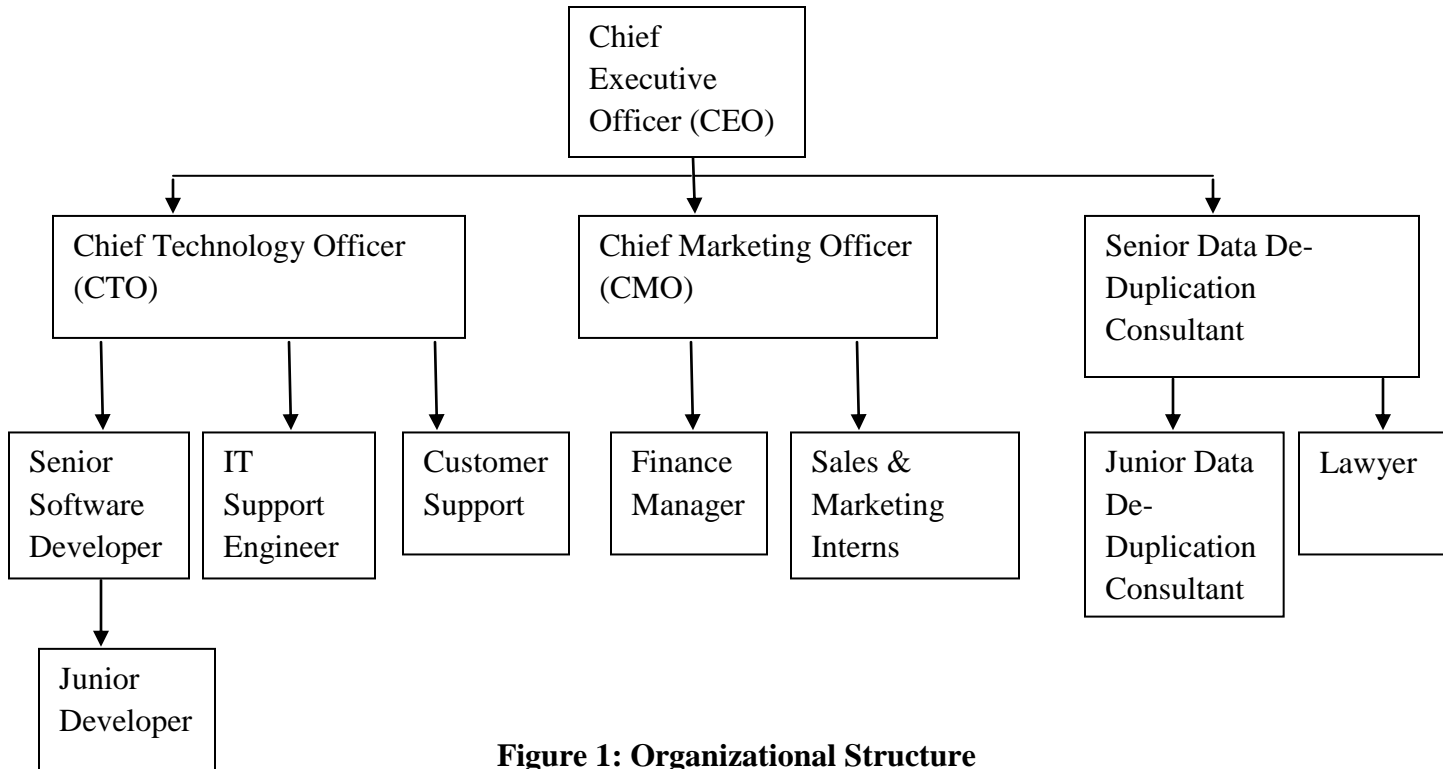 Chief
Executive
Officer (CEO)
Chief Technology Officer
(CTO)
Chief Marketing Officer
(CMO)
Senior Data De-
Duplication
Consultant
Senior
Software
Developer
IT
Support
Engineer
Customer
Support
Finance
Manager
Sales &
Marketing
Interns
Junior Data
De-
Duplication
Consultant
Lawyer
Junior
Developer
Figure 1: Organizational Structure